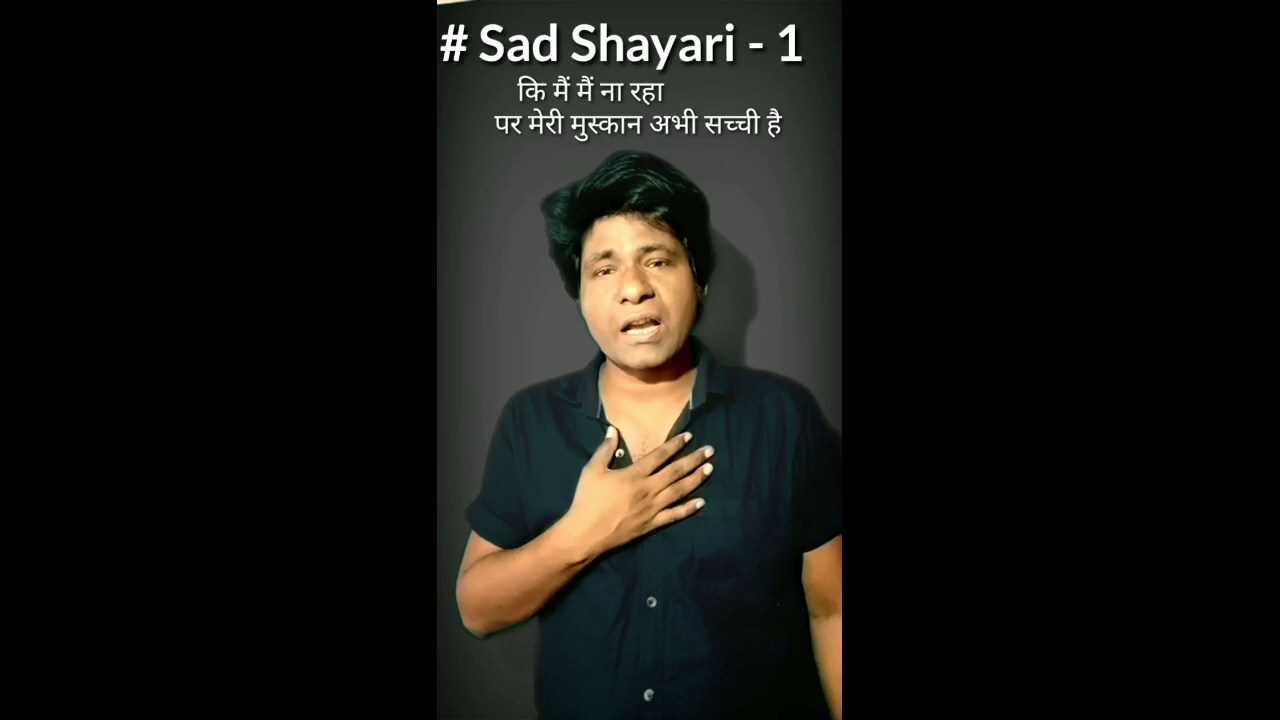 # Sad Shayari - 1
कि मैं मैं ना रहा
पर मेरी मुस्कान अभी सच्ची है